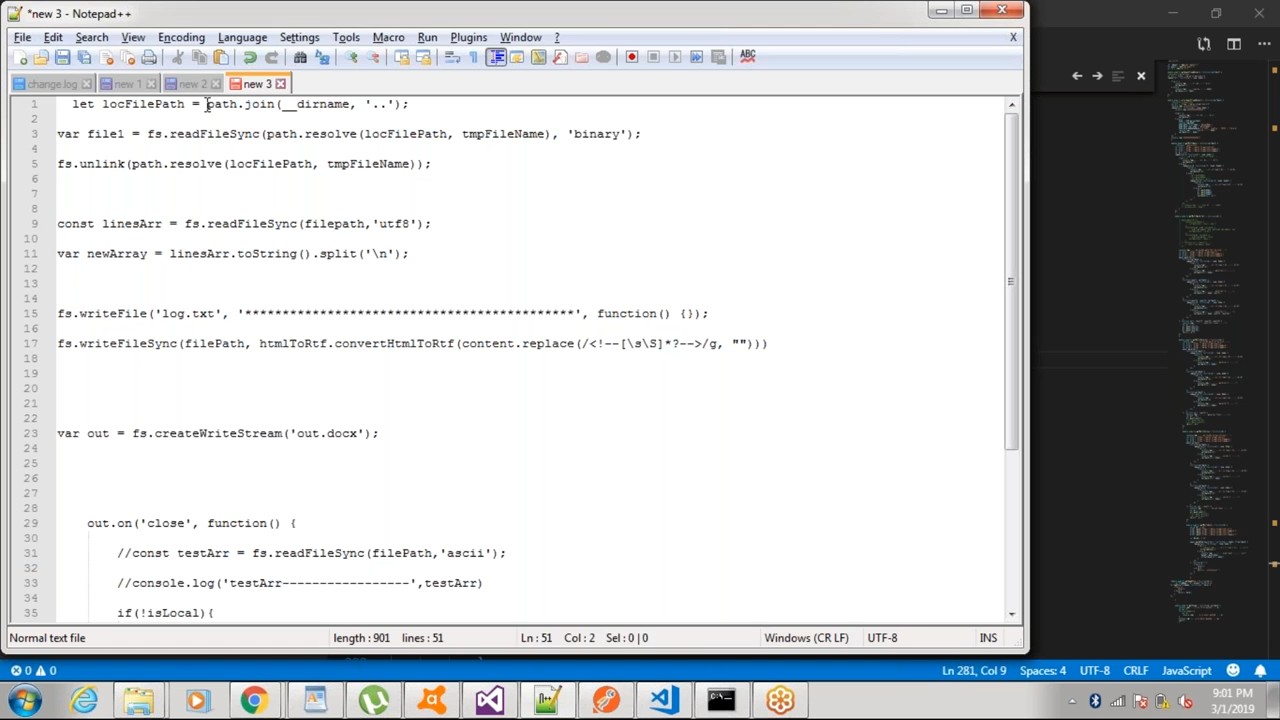 *new 3 - Notepad++
File Edit Search View Encoding Language Settings Tools Macro Run Plugins Window ? X
change.log new 1 new 2 new 3
1 let locFilePath = path.join(__dirname, '..');
2
3 var file1 = fs.readFileSync(path.resolve(locFilePath, tmpFileName), 'binary');
4
5 fs.unlink(path.resolve(locFilePath, tmpFileName));
6
7
8
9 const linesArr = fs.readFileSync(filepath,'utf8');
10
11 var newArray = linesArr.toString().split('\n');
12
13
14
15 fs.writeFile('log.txt', '********************************************', function() {});
16
17 fs.writeFileSync(filePath, htmlToRtf.convertHtmlToRtf(content.replace(/<!--[\s\S]*?-->/g, "")))
18
19
20
21
22
23 var out = fs.createWriteStream('out.docx');
24
25
26
27
28
29 out.on('close', function() {
30
31 //const testArr = fs.readFileSync(filePath,'ascii');
32
33 //console.log('testArr-----------------',testArr)
34
35 if(!isLocal){
Normal text file length : 901 lines : 51 Ln : 51 Col : 2 Sel : 0 | 0 Windows (CR LF) UTF-8 INS
0 0 Ln 281, Col 9 Spaces: 4 UTF-8 CRLF JavaScript
9:01 PM
3/1/2019